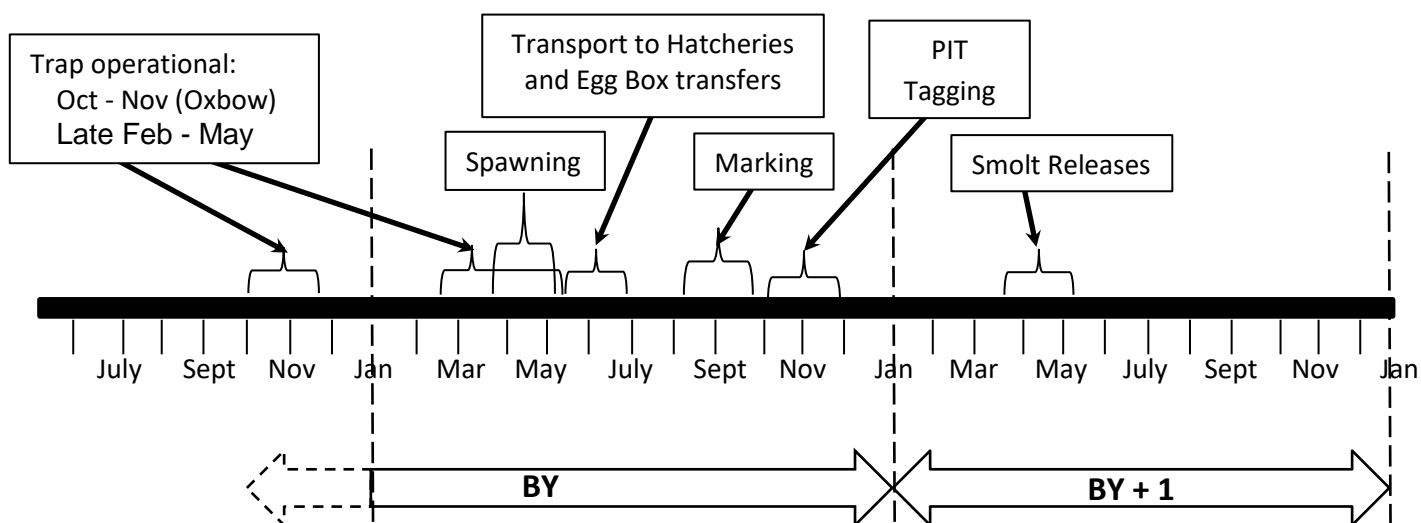 Trap operational:
Oct - Nov (Oxbow)
Late Feb - May
Transport to Hatcheries
and Egg Box transfers
PIT
Tagging
Spawning
Marking
Smolt Releases
July Sept Nov Jan Mar May July Sept Nov Jan Mar May July Sept Nov Jan
BY BY + 1